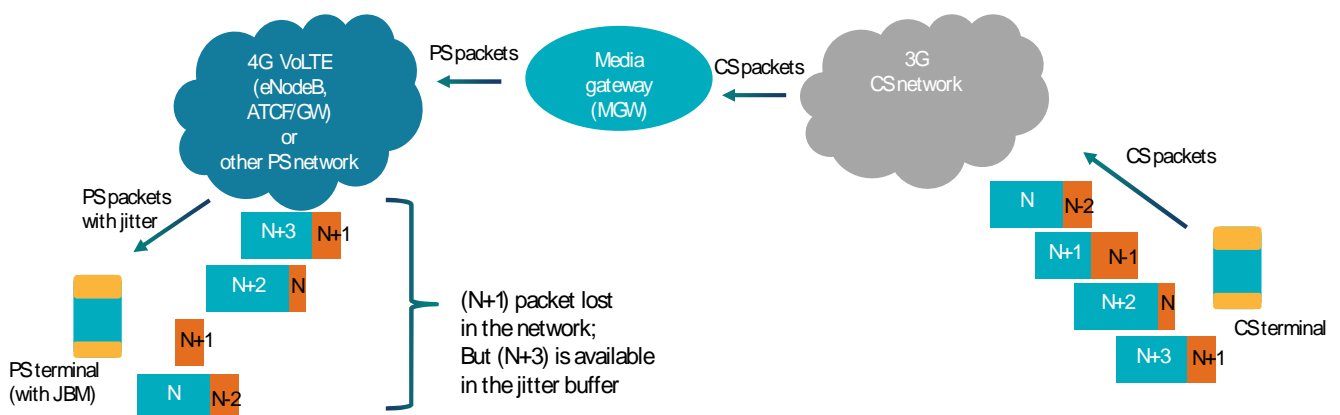 4G VoLTE
(eNodeB,
ATCF/GW)
or
other PS network
PS packets
Media
gateway
(MGW)
CS packets
3G
CS network
CS packets
PS packets
with jitter
N+3 N+1
N+2 N
N+1
N N-2
PS terminal
(with JBM)
(N+1) packet lost
in the network;
But (N+3) is available
in the jitter buffer
N N-2
N+1 N-1
N+2 N
N+3 N+1
CS terminal